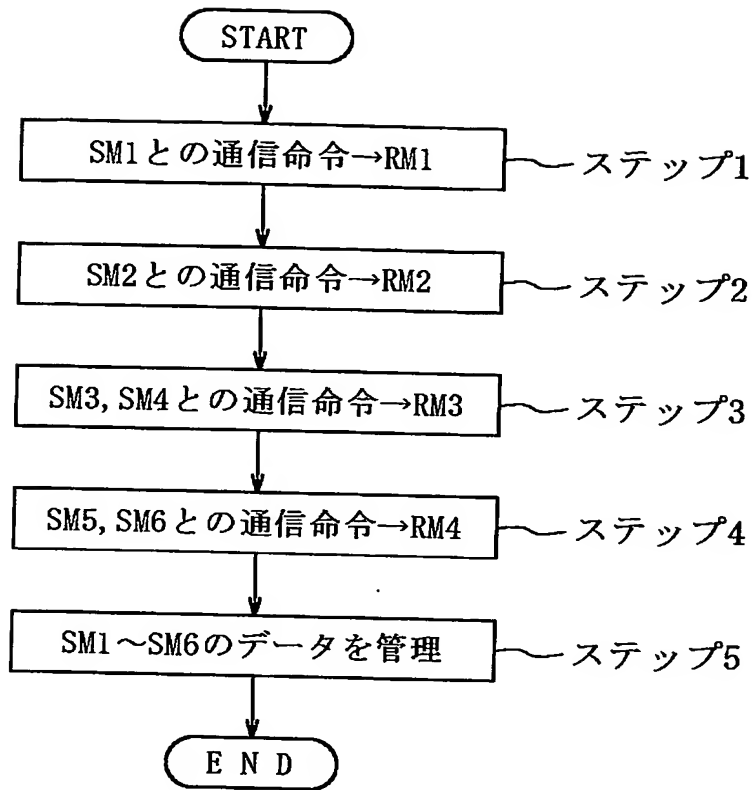 START
SM1との通信命令→RM1
ステップ1
SM2との通信命令→RM2
ステップ2
SM3,SM4との通信命令→RM3
ステップ3
SM5,SM6との通信命令→RM4
ステップ4
SM1～SM6のデータを管理
ステップ5
E N D